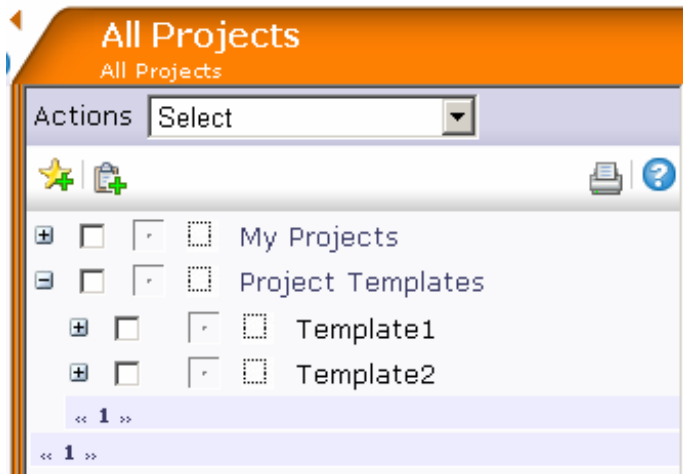 All Projects
All Projects
Actions Select
?
My Projects
Project Templates
Template1
Template2
‹‹ 1 ››
‹‹ 1 ››